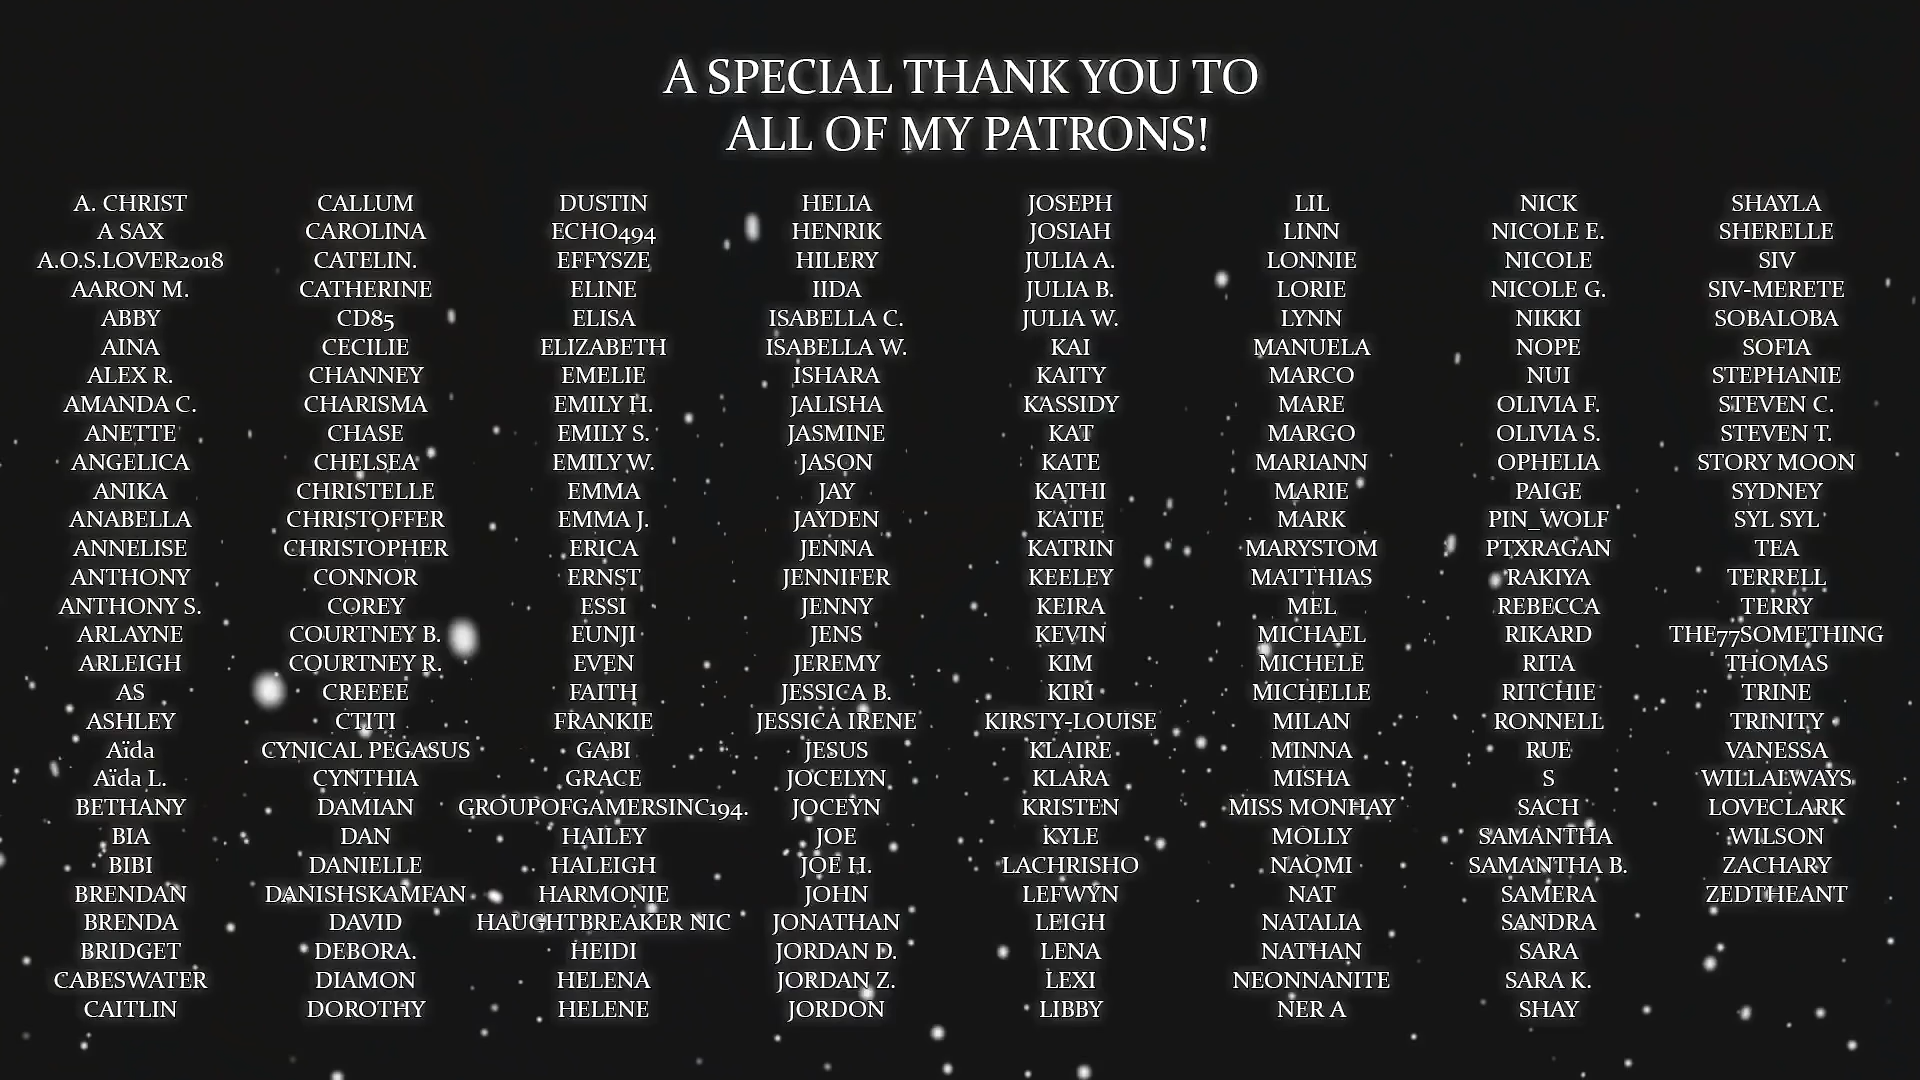 A SPECIAL THANK YOU TO
ALL OF MY PATRONS!
A. CHRIST
A SAX
A.O.S.LOVER2018
AARON M.
ABBY
AINA
ALEX R.
AMANDA C.
ANETTE
ANGELICA
ANIKA
ANABELLA
ANNELISE
ANTHONY
ANTHONY S.
ARLAYNE
ARLEIGH
AS
ASHLEY
Aïda
Aïda L.
BETHANY
BIA
BIBI
BRENDAN
BRENDA
BRIDGET
CABESWATER
CAITLIN
CALLUM
CAROLINA
CATELIN.
CATHERINE
CD85
CECILIE
CHANNEY
CHARISMA
CHASE
CHELSEA
CHRISTELLE
CHRISTOFFER
CHRISTOPHER
CONNOR
COREY
COURTNEY B.
COURTNEY R.
CREEEE
CTITI
CYNICAL PEGASUS
CYNTHIA
DAMIAN
DAN
DANIELLE
DANISHSKAMFAN
DAVID
DEBORA.
DIAMON
DOROTHY
DUSTIN
ECHO494
EFFYSZE
ELINE
ELISA
ELIZABETH
EMELIE
EMILY H.
EMILY S.
EMILY W.
EMMA
EMMA J.
ERICA
ERNST
ESSI
EUNJI
EVEN
FAITH
FRANKIE
GABI
GRACE
GROUPOFGAMERSINC194.
HAILEY
HALEIGH
HARMONIE
HAUGHTBREAKER NIC
HEIDI
HELENA
HELENE
HELIA
HENRIK
HILERY
IIDA
ISABELLA C.
ISABELLA W.
ISHARA
JALISHA
JASMINE
JASON
JAY
JAYDEN
JENNA
JENNIFER
JENNY
JENS
JEREMY
JESSICA B.
JESSICA IRENE
JESUS
JOCELYN
JOCEYN
JOE
JOE H.
JOHN
JONATHAN
JORDAN D.
JORDAN Z.
JORDON
JOSEPH
JOSIAH
JULIA A.
JULIA B.
JULIA W.
KAI
KAITY
KASSIDY
KAT
KATE
KATHI
KATIE
KATRIN
KEELEY
KEIRA
KEVIN
KIM
KIRI
KIRSTY-LOUISE
KLAIRE
KLARA
KRISTEN
KYLE
LACHRISHO
LEFWYN
LEIGH
LENA
LEXI
LIBBY
LIL
LINN
LONNIE
LORIE
LYNN
MANUELA
MARCO
MARE
MARGO
MARIANN
MARIE
MARK
MARYSTOM
MATTHIAS
MEL
MICHAEL
MICHELE
MICHELLE
MILAN
MINNA
MISHA
MISS MONHAY
MOLLY
NAOMI
NAT
NATALIA
NATHAN
NEONNANITE
NER A
NICK
NICOLE E.
NICOLE
NICOLE G.
NIKKI
NOPE
NUI
OLIVIA F.
OLIVIA S.
OPHELIA
PAIGE
PIN_WOLF
PTXRAGAN
RAKIYA
REBECCA
RIKARD
RITA
RITCHIE
RONNELL
RUE
S
SACH
SAMANTHA
SAMANTHA B.
SAMERA
SANDRA
SARA
SARA K.
SHAY
SHAYLA
SHERELLE
SIV
SIV-MERETE
SOBALOBA
SOFIA
STEPHANIE
STEVEN C.
STEVEN T.
STORY MOON
SYDNEY
SYL SYL
TEA
TERRELL
TERRY
THE77SOMETHING
THOMAS
TRINE
TRINITY
VANESSA
WILLALWAYS
LOVECLARK
WILSON
ZACHARY
ZEDTHEANT